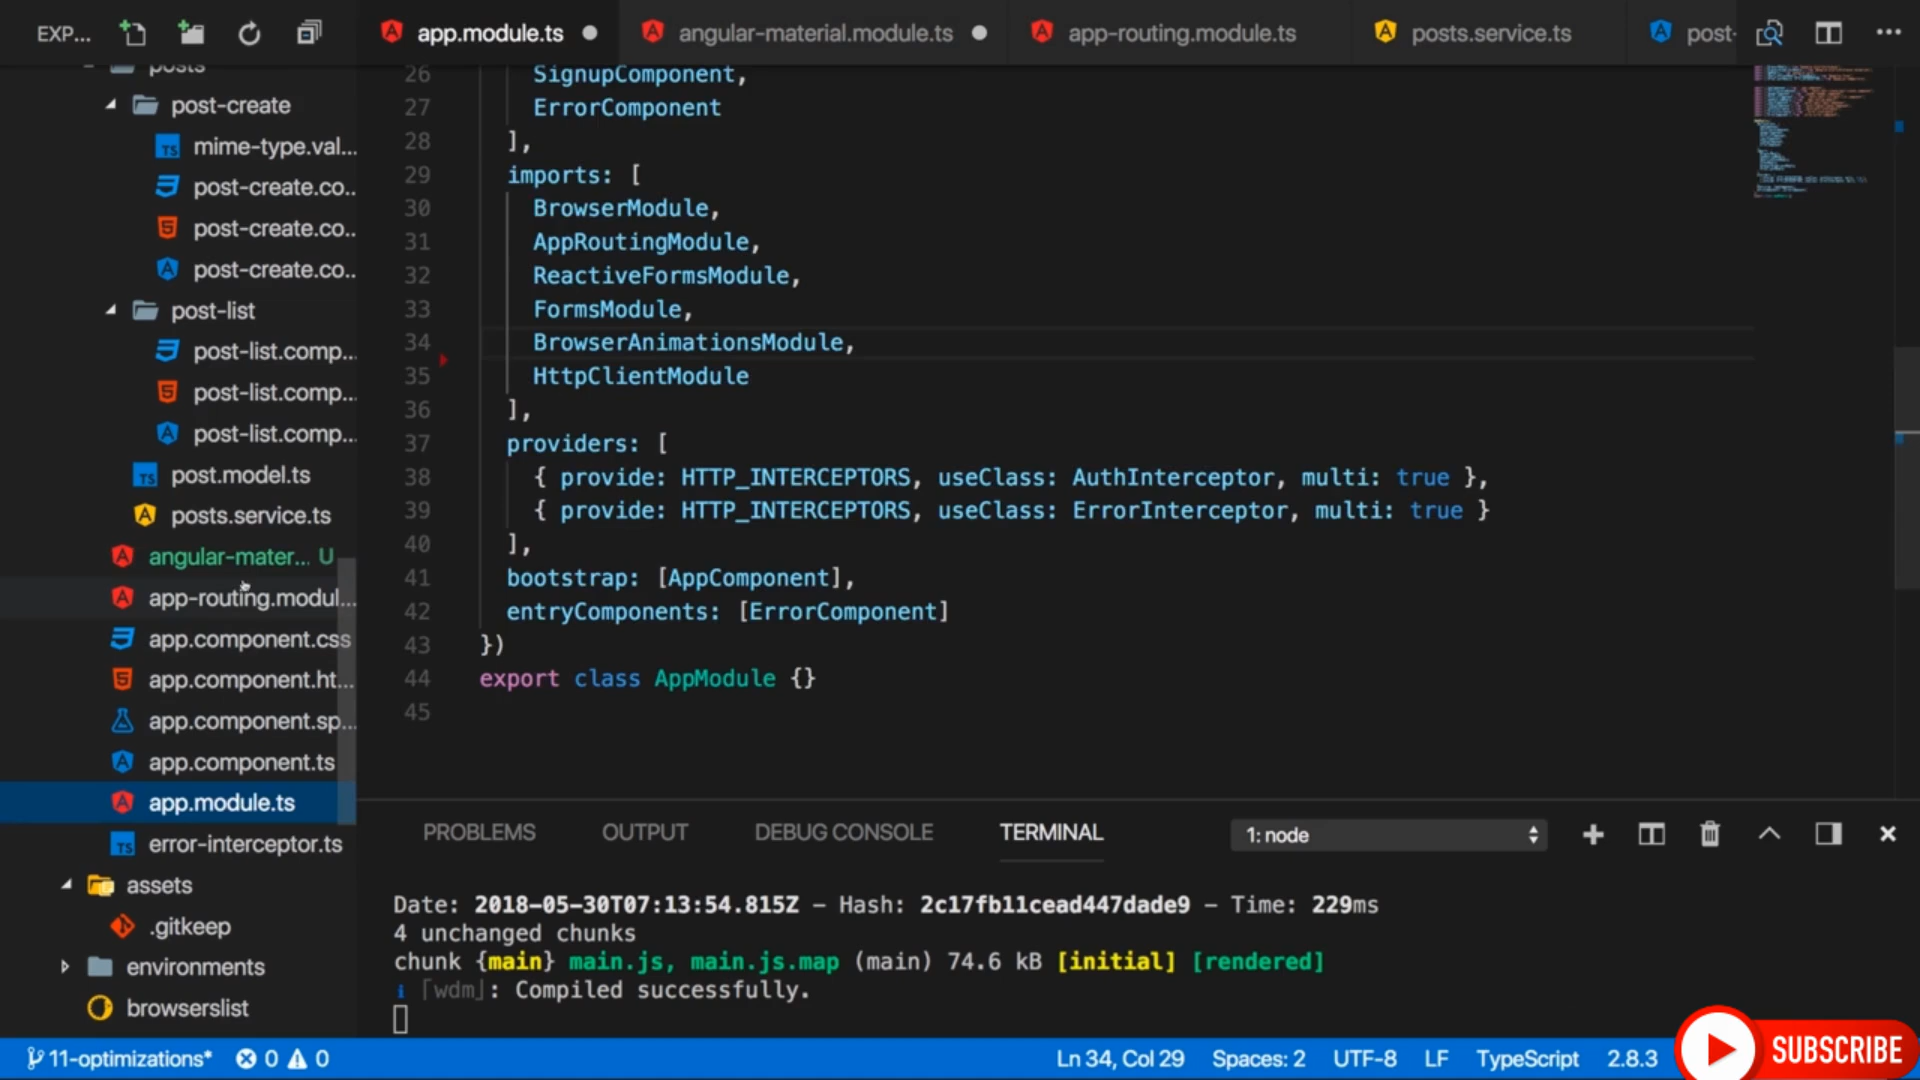 EXP...
app.module.ts
angular-material.module.ts
app-routing.module.ts
posts.service.ts
post-
posts
post-create
mime-type.val...
post-create.co..
post-create.co..
post-create.co..
post-list
post-list.comp...
post-list.comp...
post-list.comp...
post.model.ts
posts.service.ts
angular-mater... U
app-routing.modul...
app.component.css
app.component.ht...
app.component.sp...
app.component.ts
app.module.ts
error-interceptor.ts
assets
.gitkeep
environments
browserslist
26 SignupComponent,
27 ErrorComponent
28 ],
29 imports: [
30 BrowserModule,
31 AppRoutingModule,
32 ReactiveFormsModule,
33 FormsModule,
34 BrowserAnimationsModule,
35 HttpClientModule
36 ],
37 providers: [
38 { provide: HTTP_INTERCEPTORS, useClass: AuthInterceptor, multi: true },
39 { provide: HTTP_INTERCEPTORS, useClass: ErrorInterceptor, multi: true }
40 ],
41 bootstrap: [AppComponent],
42 entryComponents: [ErrorComponent]
43 })
44 export class AppModule {}
45
PROBLEMS OUTPUT DEBUG CONSOLE TERMINAL 1: node
Date: 2018-05-30T07:13:54.815Z – Hash: 2c17fb11cead447dade9 – Time: 229ms
4 unchanged chunks
chunk {main} main.js, main.js.map (main) 74.6 kB [initial] [rendered]
i ⌈wdm⌋: Compiled successfully.
11-optimizations* 0 0 Ln 34, Col 29 Spaces: 2 UTF-8 LF TypeScript 2.8.3
SUBSCRIBE